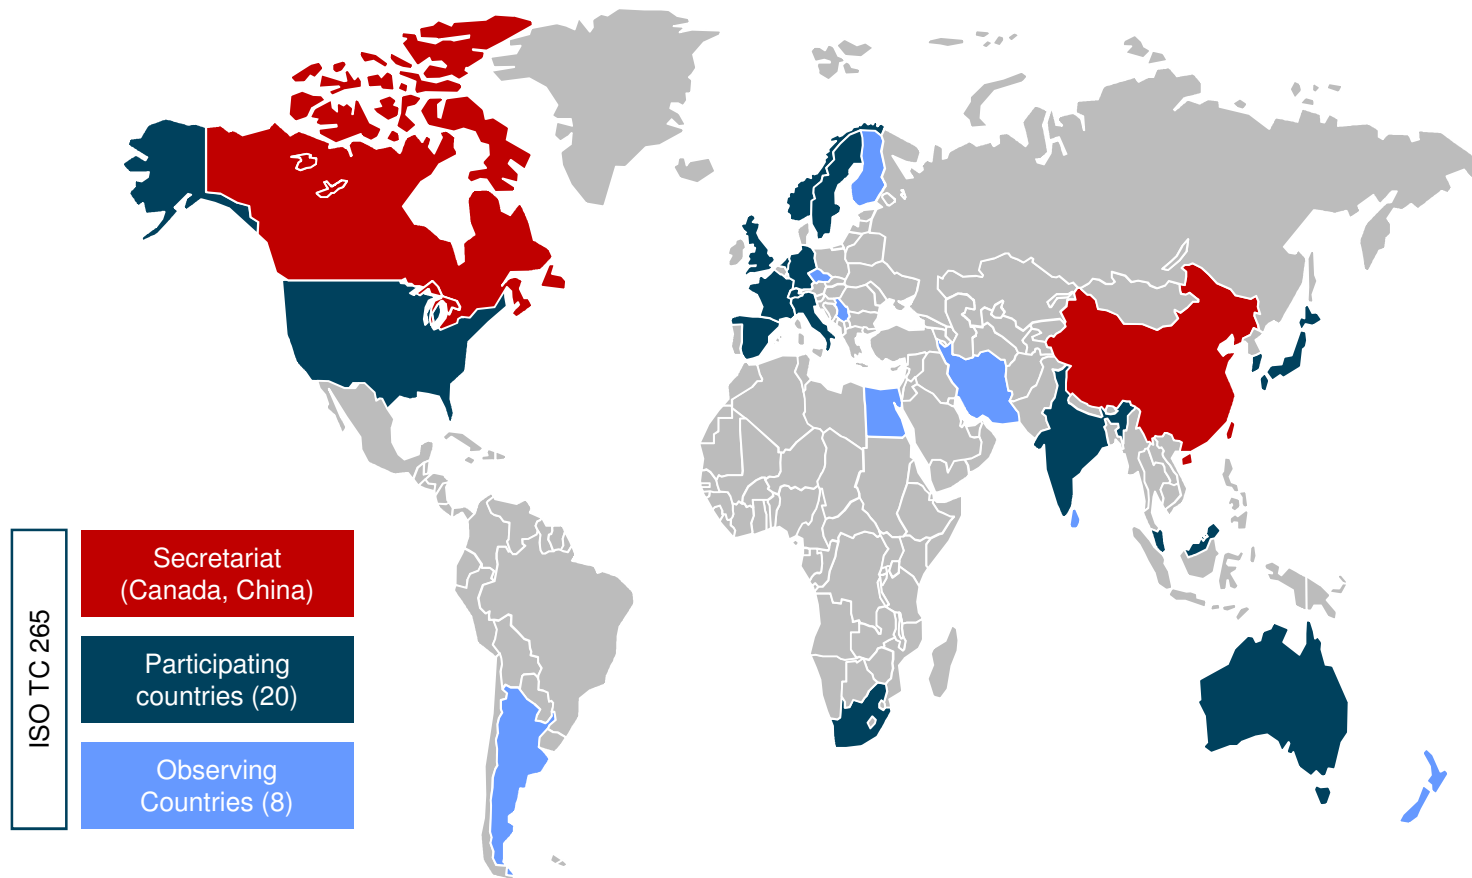 ISO TC 265
Secretariat
(Canada, China)
Participating
countries (20)
Observing
Countries (8)